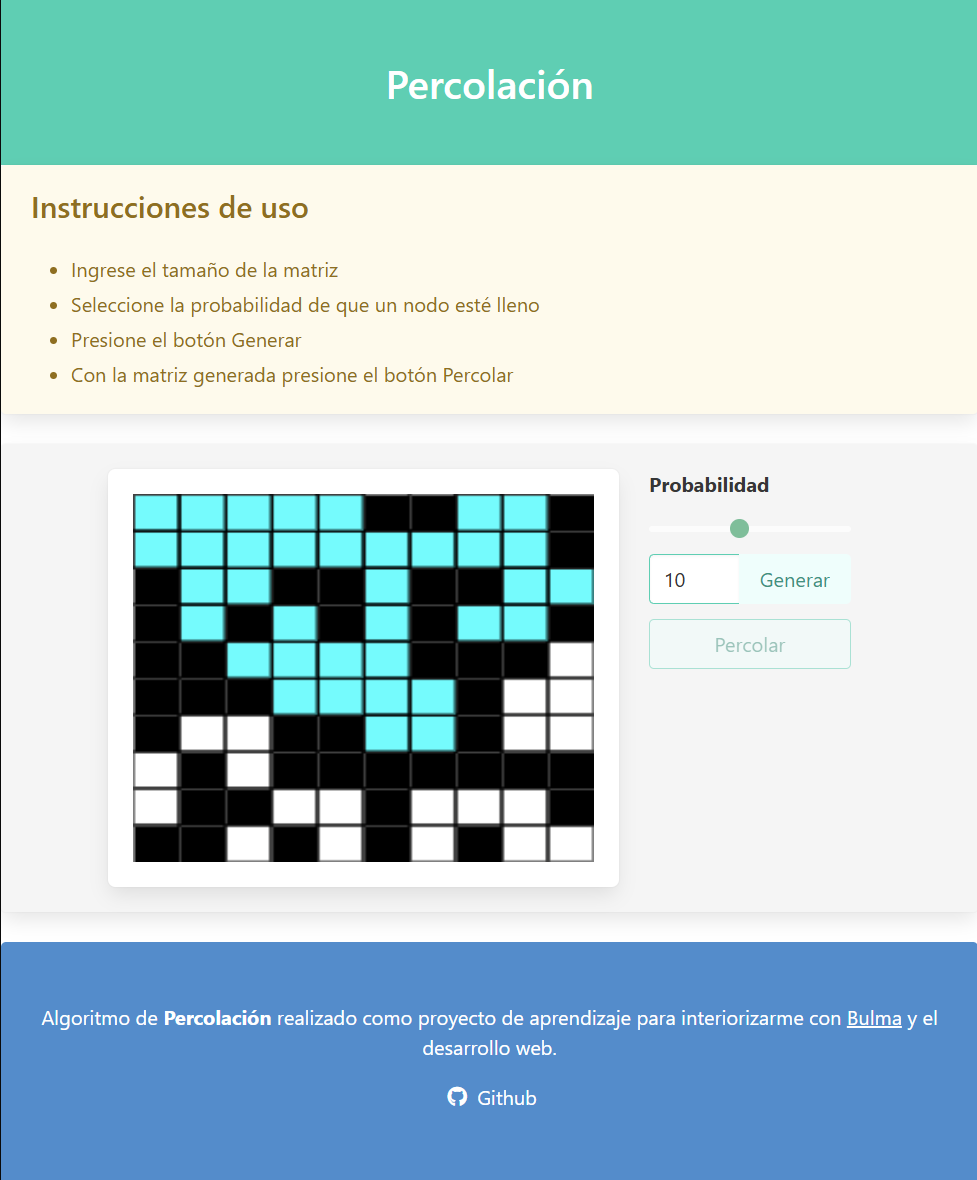 Percolación
Instrucciones de uso
Ingrese el tamaño de la matriz
Seleccione la probabilidad de que un nodo esté lleno
Presione el botón Generar
Con la matriz generada presione el botón Percolar
Probabilidad
10 Generar
Percolar
Algoritmo de Percolación realizado como proyecto de aprendizaje para interiorizarme con Bulma y el
desarrollo web.
Github